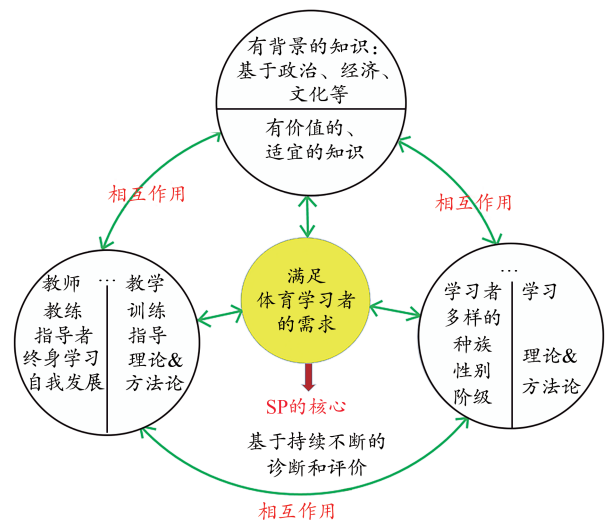 有背景的知识：
基于政治、经济、
文化等
有价值的、
适宜的知识
相互作用
相互作用
教师 … 教学
教练 训练
指导者 指导
终身学习 理论&
自我发展 方法论
满足
体育学习者
的需求
…
学习者 学习
多样的
种族
性别 理论&
阶级 方法论
SP的核心
基于持续不断的
诊断和评价
相互作用